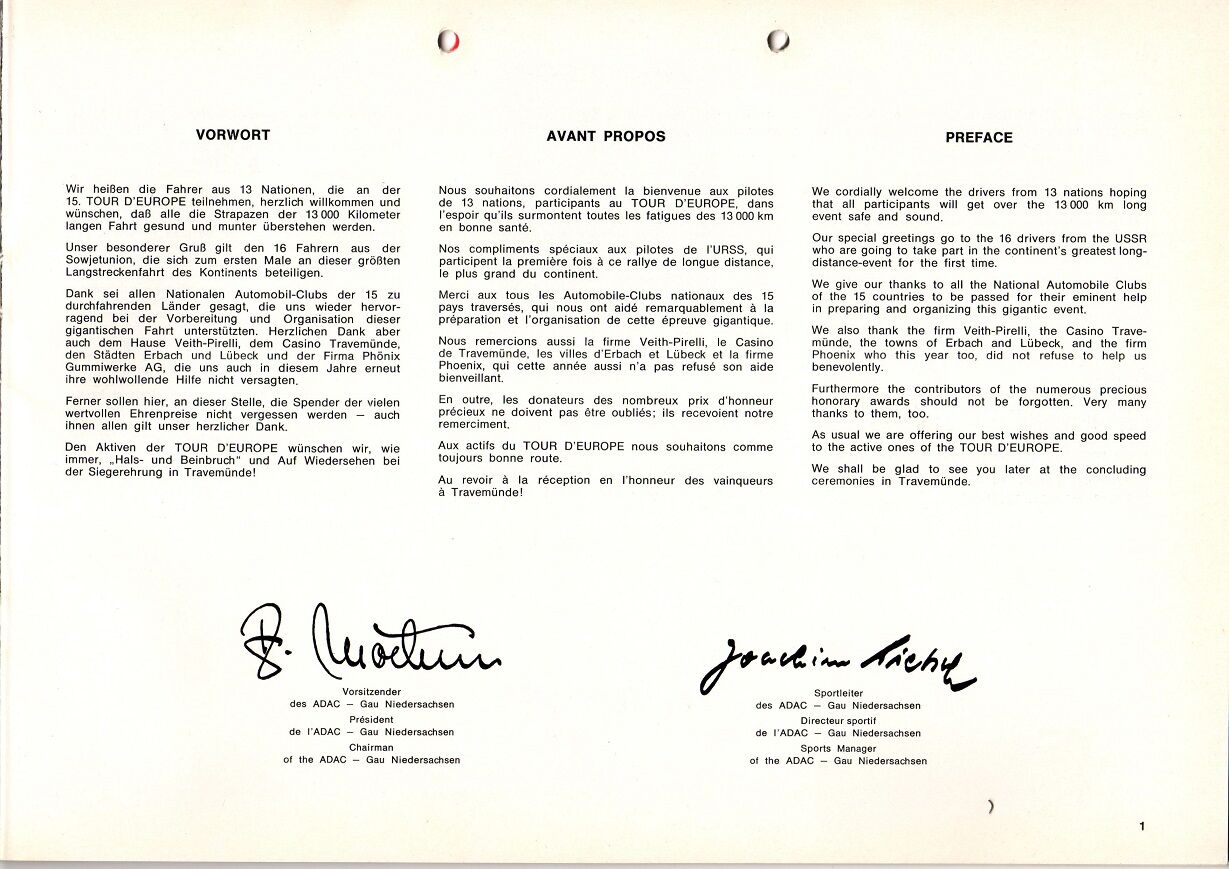 VORWORT
Wir heißen die Fahrer aus 13 Nationen, die an der
15. TOUR D'EUROPE teilnehmen, herzlich willkommen und
wünschen, daß alle die Strapazen der 13 000 Kilometer
langen Fahrt gesund und munter überstehen werden.
Unser besonderer Gruß gilt den 16 Fahrern aus der
Sowjetunion, die sich zum ersten Male an dieser größten
Langstreckenfahrt des Kontinents beteiligen.
Dank sei allen Nationalen Automobil-Clubs der 15 zu
durchfahrenden Länder gesagt, die uns wieder hervor-
ragend bei der Vorbereitung und Organisation dieser
gigantischen Fahrt unterstützten. Herzlichen Dank aber
auch dem Hause Veith-Pirelli, dem Casino Travemünde,
den Städten Erbach und Lübeck und der Firma Phönix
Gummiwerke AG, die uns auch in diesem Jahre erneut
ihre wohlwollende Hilfe nicht versagten.
Ferner sollen hier, an dieser Stelle, die Spender der vielen
wertvollen Ehrenpreise nicht vergessen werden — auch
ihnen allen gilt unser herzlicher Dank.
Den Aktiven der TOUR D'EUROPE wünschen wir, wie
immer, „Hals- und Beinbruch“ und Auf Wiedersehen bei
der Siegerehrung in Travemünde!
AVANT PROPOS
Nous souhaitons cordialement la bienvenue aux pilotes
de 13 nations, participants au TOUR D'EUROPE, dans
l'espoir qu'ils surmontent toutes les fatigues des 13 000 km
en bonne santé.
Nos compliments spéciaux aux pilotes de l'URSS, qui
participent la première fois à ce rallye de longue distance,
le plus grand du continent.
Merci aux tous les Automobile-Clubs nationaux des 15
pays traversés, qui nous ont aidé remarquablement à la
préparation et l'organisation de cette épreuve gigantique.
Nous remercions aussi la firme Veith-Pirelli, le Casino
de Travemünde, les villes d'Erbach et Lübeck et la firme
Phoenix, qui cette année aussi n'a pas refusé son aide
bienveillant.
En outre, les donateurs des nombreux prix d'honneur
précieux ne doivent pas être oubliés; ils recevoient notre
remerciment.
Aux actifs du TOUR D'EUROPE nous souhaitons comme
toujours bonne route.
Au revoir à la réception en l'honneur des vainqueurs
à Travemünde!
PREFACE
We cordially welcome the drivers from 13 nations hoping
that all participants will get over the 13 000 km long
event safe and sound.
Our special greetings go to the 16 drivers from the USSR
who are going to take part in the continent's greatest long-
distance-event for the first time.
We give our thanks to all the National Automobile Clubs
of the 15 countries to be passed for their eminent help
in preparing and organizing this gigantic event.
We also thank the firm Veith-Pirelli, the Casino Trave-
münde, the towns of Erbach and Lübeck, and the firm
Phoenix who this year too, did not refuse to help us
benevolently.
Furthermore the contributors of the numerous precious
honorary awards should not be forgotten. Very many
thanks to them, too.
As usual we are offering our best wishes and good speed
to the active ones of the TOUR D'EUROPE.
We shall be glad to see you later at the concluding
ceremonies in Travemünde.
Vorsitzender
des ADAC — Gau Niedersachsen
Président
de l'ADAC — Gau Niedersachsen
Chairman
of the ADAC — Gau Niedersachsen
Joachim
Sportleiter
des ADAC — Gau Niedersachsen
Directeur sportif
de l'ADAC — Gau Niedersachsen
Sports Manager
of the ADAC — Gau Niedersachsen
1